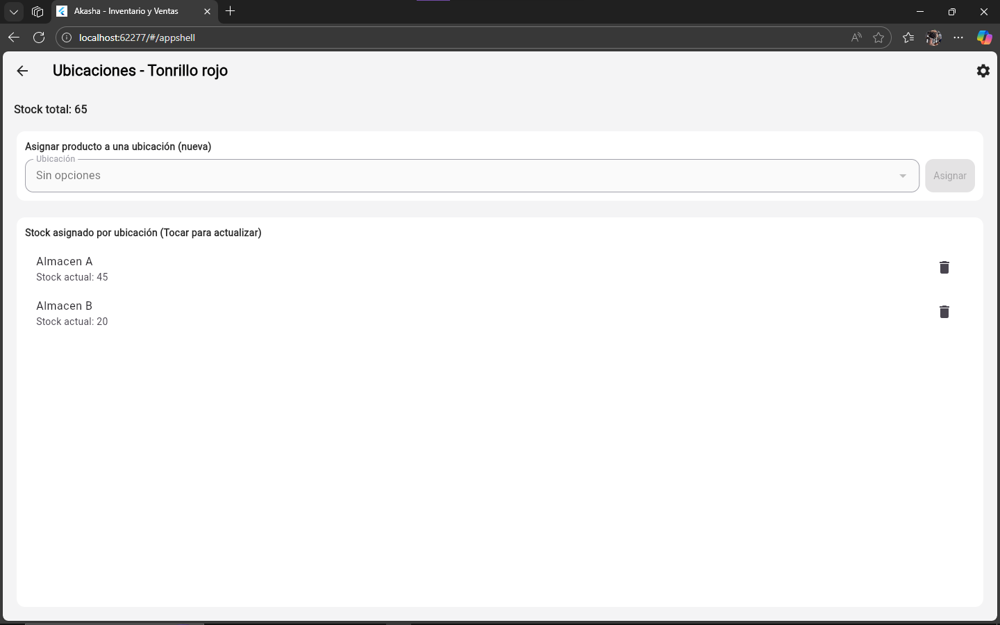 Akasha - Inventario y Ventas
localhost:62277/#/appshell
Ubicaciones - Tonrillo rojo
Stock total: 65
Asignar producto a una ubicación (nueva)
Ubicación
Sin opciones
Asignar
Stock asignado por ubicación (Tocar para actualizar)
Almacen A
Stock actual: 45
Almacen B
Stock actual: 20